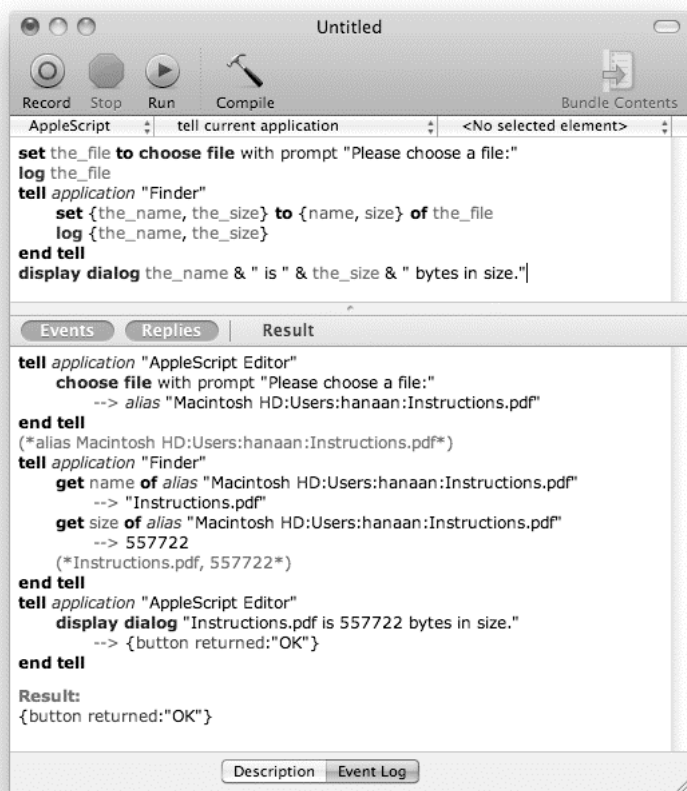 Untitled
Record Stop Run Compile Bundle Contents
AppleScript tell current application <No selected element>
set the_file to choose file with prompt "Please choose a file:"
log the_file
tell application "Finder"
set {the_name, the_size} to {name, size} of the_file
log {the_name, the_size}
end tell
display dialog the_name & " is " & the_size & " bytes in size."
Events Replies Result
tell application "AppleScript Editor"
choose file with prompt "Please choose a file:"
--> alias "Macintosh HD:Users:hanaan:Instructions.pdf"
end tell
(*alias Macintosh HD:Users:hanaan:Instructions.pdf*)
tell application "Finder"
get name of alias "Macintosh HD:Users:hanaan:Instructions.pdf"
--> "Instructions.pdf"
get size of alias "Macintosh HD:Users:hanaan:Instructions.pdf"
--> 557722
(*Instructions.pdf, 557722*)
end tell
tell application "AppleScript Editor"
display dialog "Instructions.pdf is 557722 bytes in size."
--> {button returned:"OK"}
end tell
Result:
{button returned:"OK"}
Description Event Log